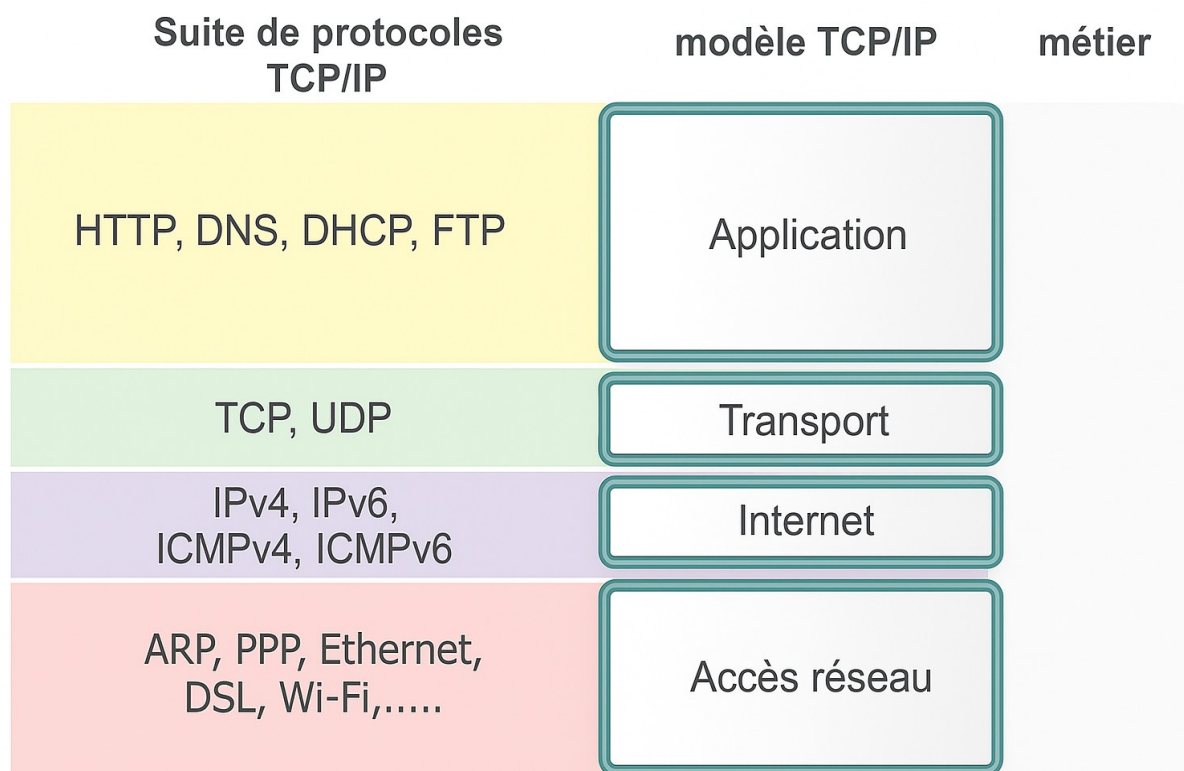 Suite de protocoles
TCP/IP
modèle TCP/IP
métier
HTTP, DNS, DHCP, FTP
Application
TCP, UDP
Transport
IPv4, IPv6,
ICMPv4, ICMPv6
Internet
ARP, PPP, Ethernet,
DSL, Wi-Fi,.....
Accès réseau